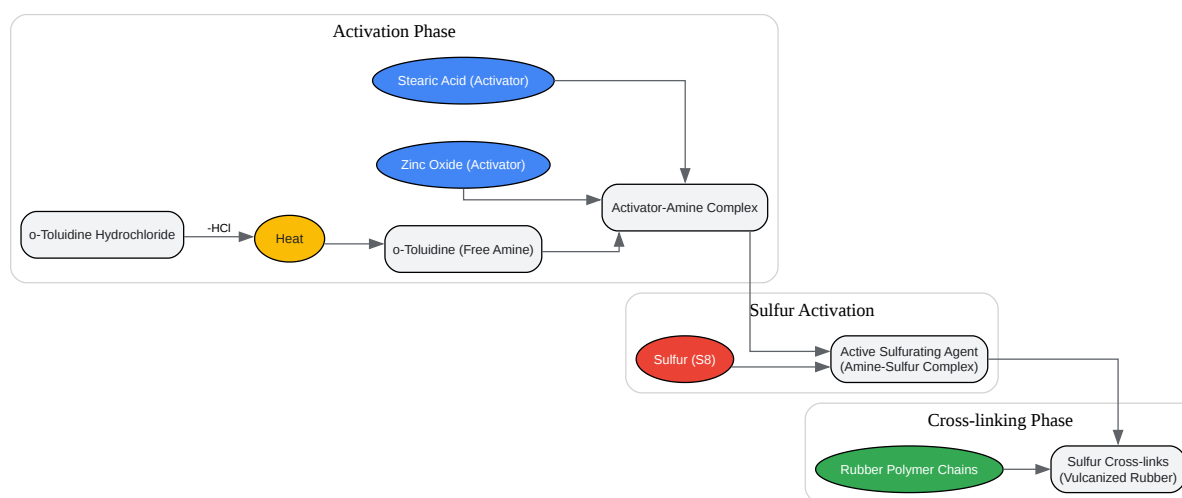 Activation Phase
Stearic Acid (Activator)
Zinc Oxide (Activator)
Activator-Amine Complex
o-Toluidine Hydrochloride
-HCl
Heat
o-Toluidine (Free Amine)
Sulfur Activation
Sulfur (S8)
Active Sulfurating Agent
(Amine-Sulfur Complex)
Cross-linking Phase
Rubber Polymer Chains
Sulfur Cross-links
(Vulcanized Rubber)